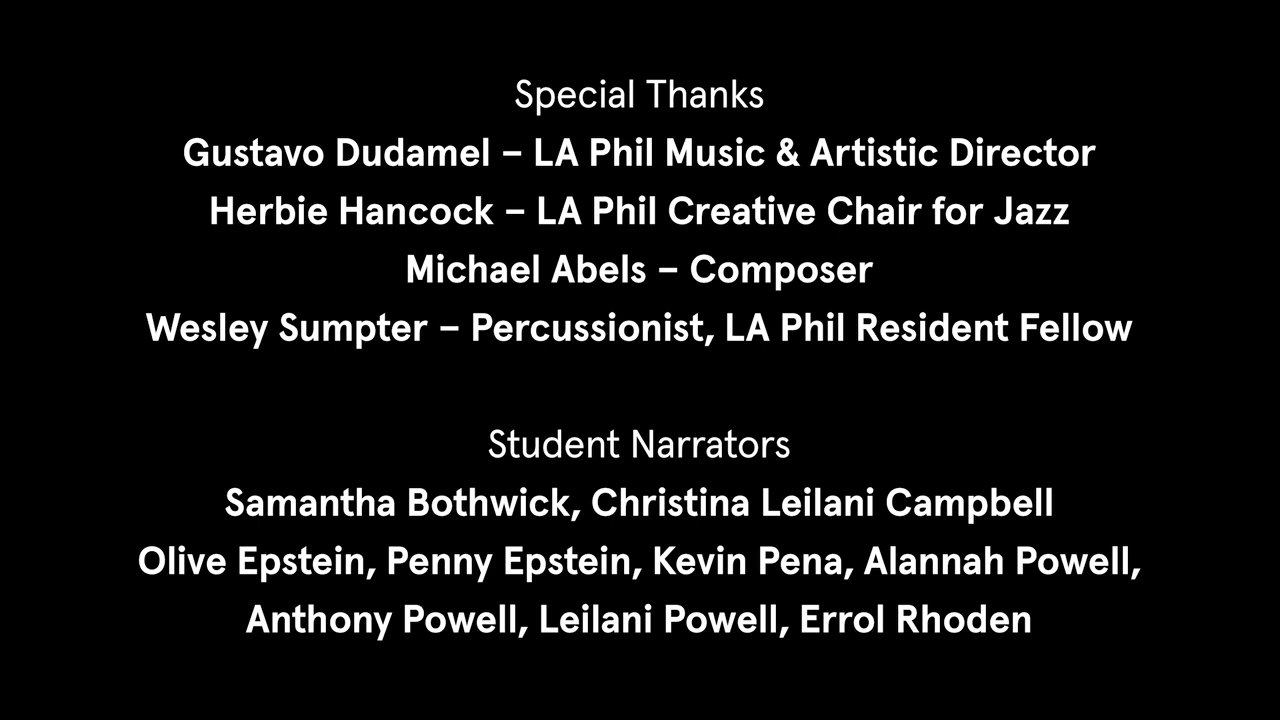 Special Thanks
Gustavo Dudamel – LA Phil Music & Artistic Director
Herbie Hancock – LA Phil Creative Chair for Jazz
Michael Abels – Composer
Wesley Sumpter – Percussionist, LA Phil Resident Fellow
Student Narrators
Samantha Bothwick, Christina Leilani Campbell
Olive Epstein, Penny Epstein, Kevin Pena, Alannah Powell,
Anthony Powell, Leilani Powell, Errol Rhoden